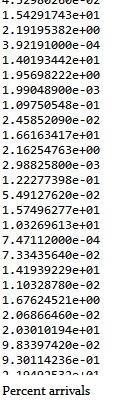 1.54291743e+01
2.19195382e+00
3.92191000e-04
1.40193442e+01
1.95698222e+00
1.99048900e-03
1.09750548e-01
2.45852090e-02
1.66163417e+01
2.16254763e+00
2.98825800e-03
1.22277398e-01
5.49127620e-02
1.57496277e+01
1.03269613e+01
7.47112000e-04
7.33435640e-02
1.41939229e+01
1.10328780e-02
1.67624521e+00
2.06866460e-02
2.03010194e+01
9.83397420e-02
9.30114236e-01
Percent arrivals